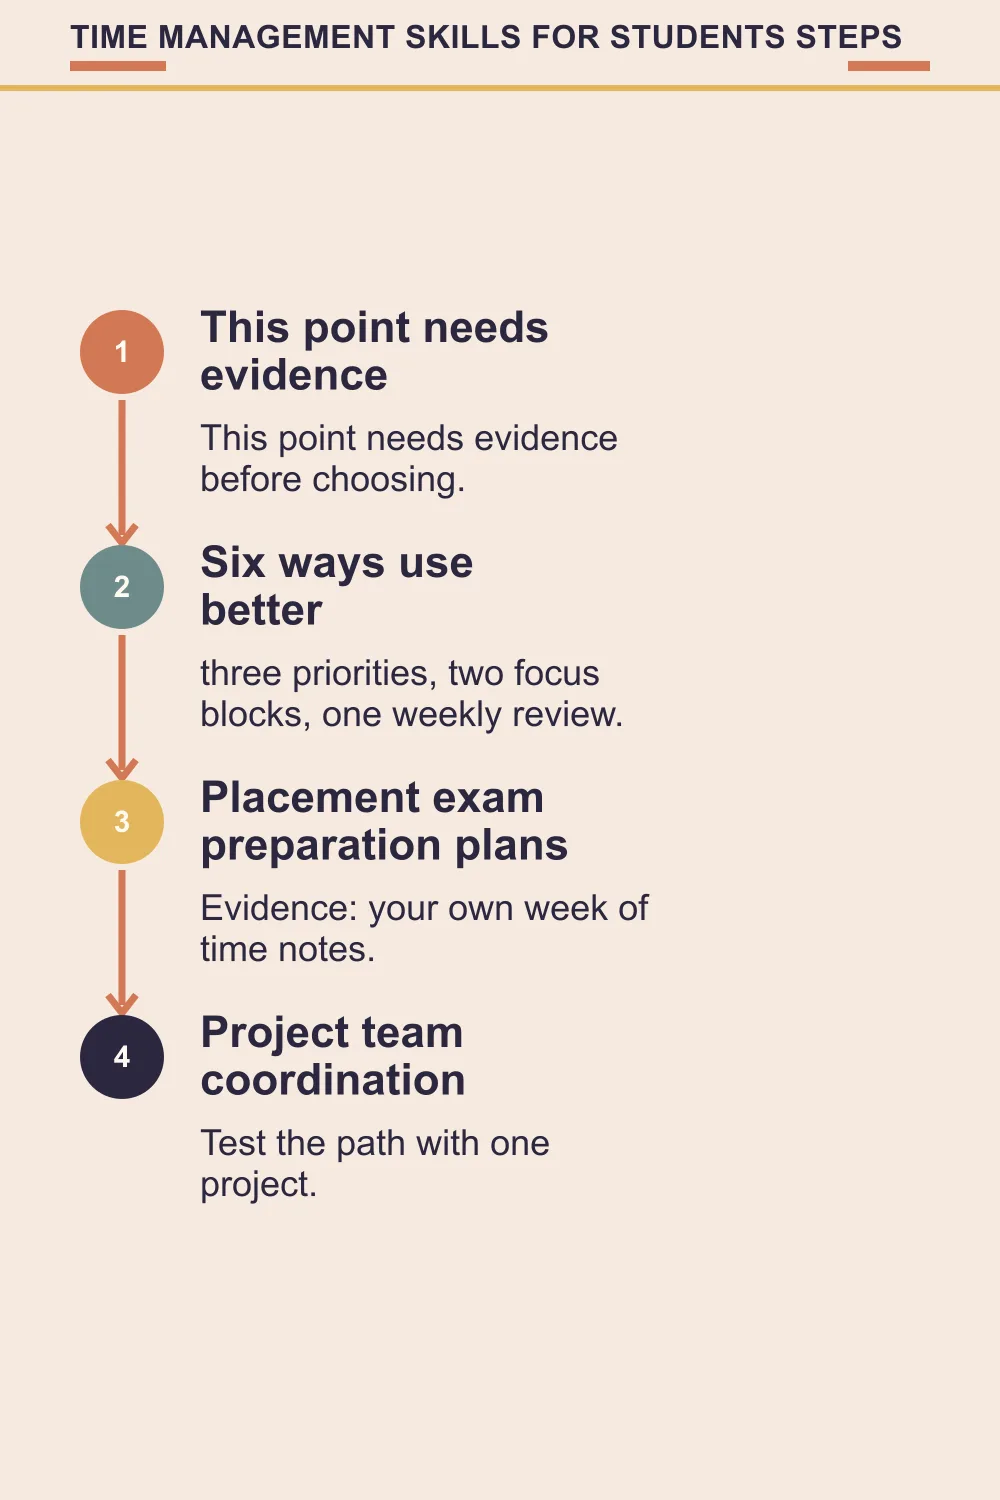 TIME MANAGEMENT SKILLS FOR STUDENTS STEPS
1
This point needs
evidence
This point needs evidence
before choosing.
2
Six ways use
better
three priorities, two focus
blocks, one weekly review.
3
Placement exam
preparation plans
Evidence: your own week of
time notes.
4
Project team
coordination
Test the path with one
project.